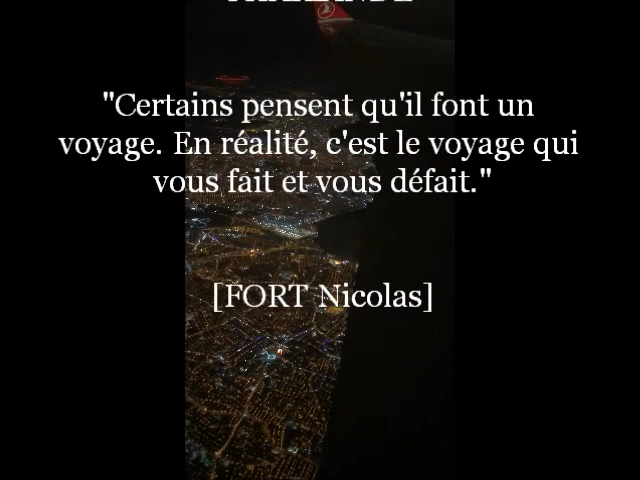 "Certains pensent qu'il font un
voyage. En réalité, c'est le voyage qui
vous fait et vous défait."
[FORT Nicolas]